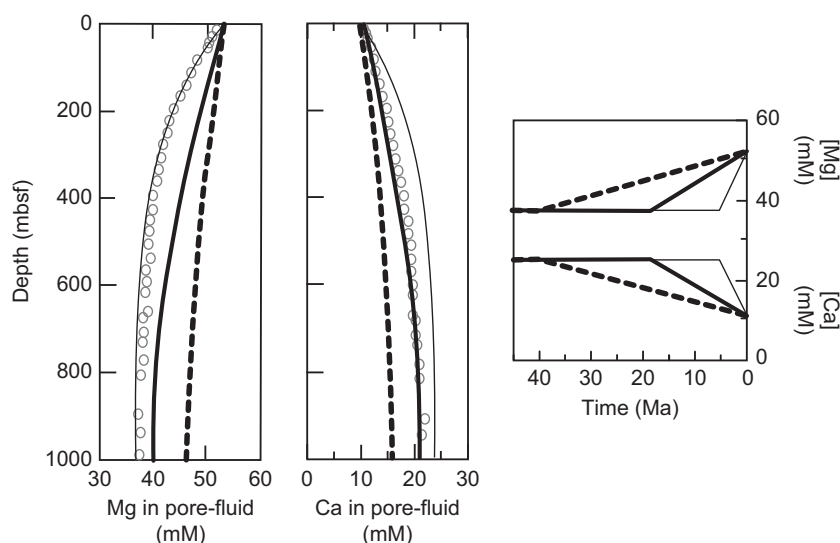 0
200
400
600
800
1000
Depth (mbsf)
30 40 50 60
Mg in pore-fluid
(mM)
0 10 20 30
Ca in pore-fluid
(mM)
60
40
20
0
[Mg]
(mM)
[Ca]
(mM)
40 30 20 10 0
Time (Ma)